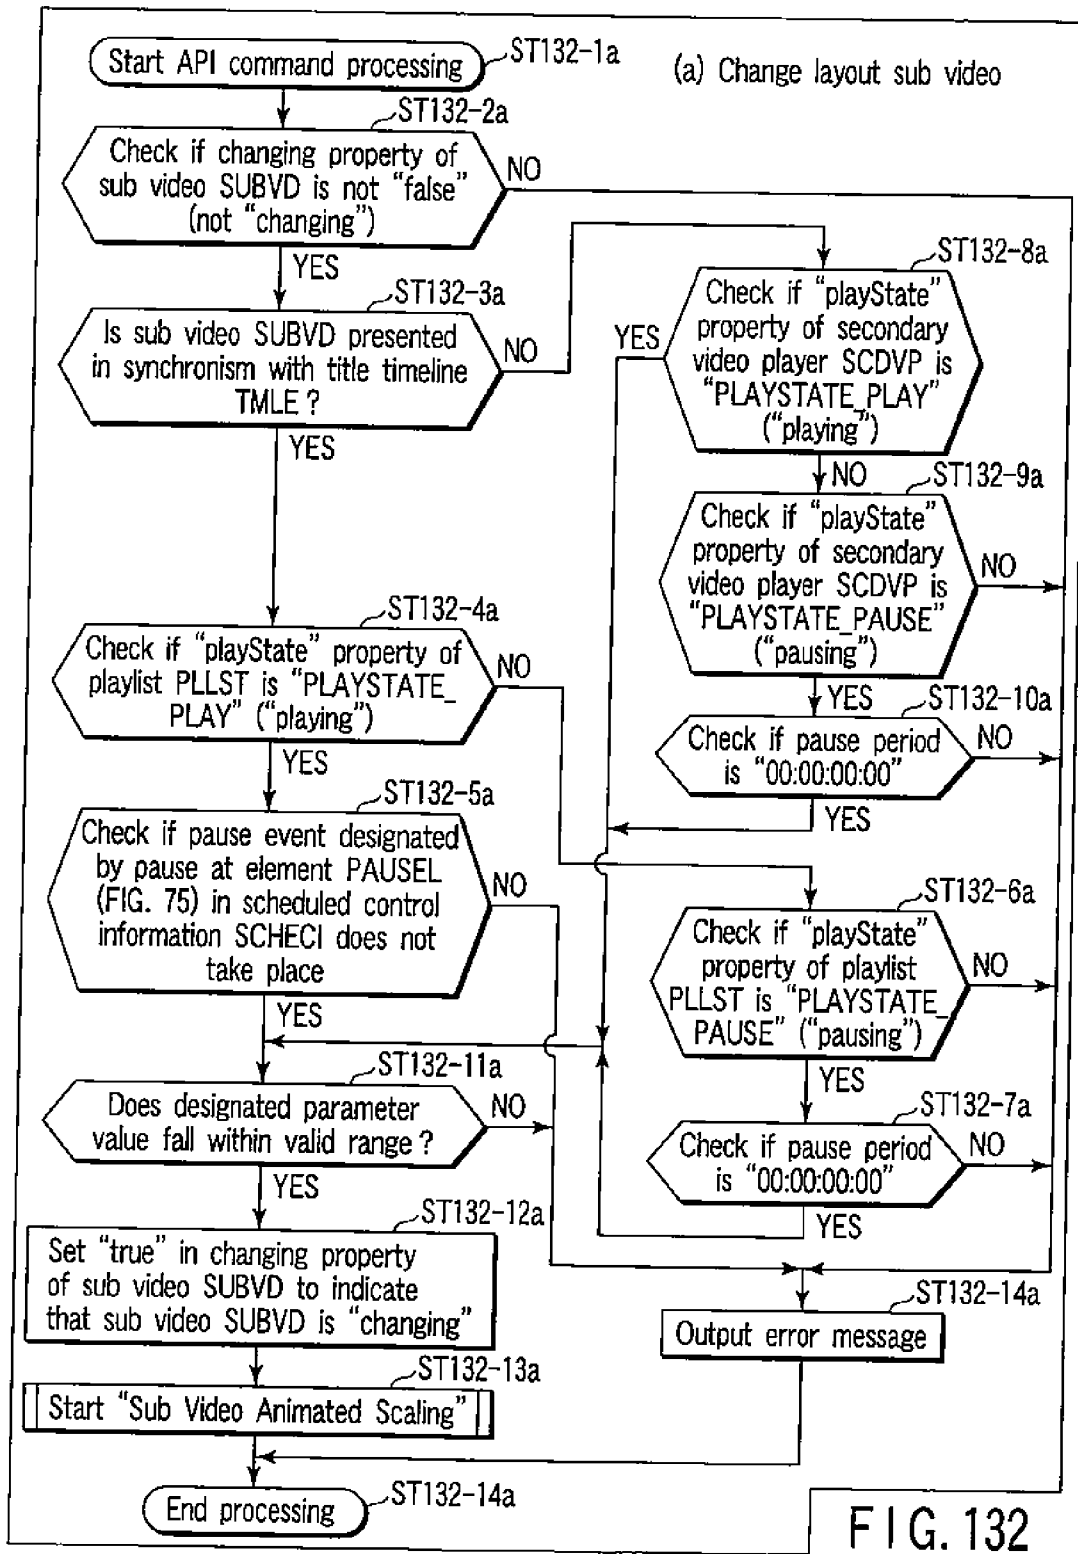 Start API command processing
ST132-1a
(a) Change layout sub video
ST132-2a
Check if changing property of
sub video SUBVD is not “false”
(not “changing”)
NO
YES
ST132-3a
Is sub video SUBVD presented
in synchronism with title timeline
TMLE ?
NO
YES
ST132-8a
Check if “playState”
property of secondary
video player SCDVP is
“PLAYSTATE_PLAY”
(“playing”)
YES
NO
ST132-9a
Check if “playState”
property of secondary
video player SCDVP is
“PLAYSTATE_PAUSE”
(“pausing”)
NO
YES
ST132-10a
Check if pause period
is “00:00:00:00”
NO
YES
ST132-4a
Check if “playState” property of
playlist PLLST is “PLAYSTATE_
PLAY” (“playing”)
NO
YES
ST132-5a
Check if pause event designated
by pause at element PAUSEL
(FIG. 75) in scheduled control
information SCHECI does not
take place
NO
YES
ST132-6a
Check if “playState”
property of playlist
PLLST is “PLAYSTATE_
PAUSE” (“pausing”)
NO
YES
ST132-7a
Check if pause period
is “00:00:00:00”
NO
YES
ST132-11a
Does designated parameter
value fall within valid range ?
NO
YES
ST132-12a
Set “true” in changing property
of sub video SUBVD to indicate
that sub video SUBVD is “changing”
ST132-13a
Start “Sub Video Animated Scaling”
ST132-14a
Output error message
ST132-14a
End processing
FIG. 132